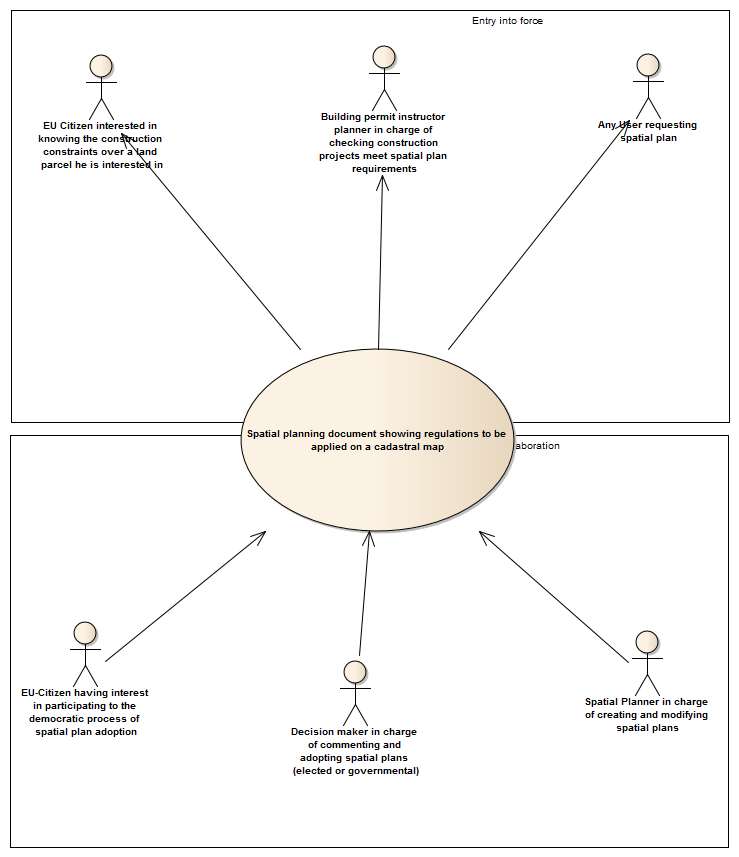 Entry into force
EU Citizen interested in
knowing the construction
constraints over a land
parcel he is interested in
Building permit instructor
planner in charge of
checking construction
projects meet spatial plan
requirements
Any User requesting
spatial plan
Spatial planning document showing regulations to be
applied on a cadastral map
aboration
EU-Citizen having interest
in participating to the
democratic process of
spatial plan adoption
Decision maker in charge
of commenting and
adopting spatial plans
(elected or governmental)
Spatial Planner in charge
of creating and modifying
spatial plans